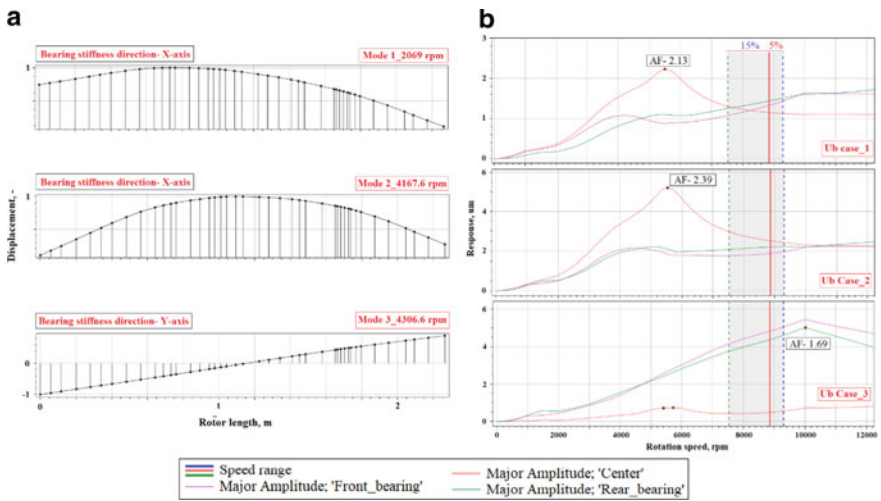 a
Bearing stiffness direction- X-axis
Mode 1_2069 rpm
1
Bearing stiffness direction- X-axis
Mode 2_4167.6 rpm
1
Displacement, -
Bearing stiffness direction- Y-axis
Mode 3_4306.6 rpm
0
-1
0 1 2
Rotor length, m
b
15% 5%
AF- 2.13
3
2
1
0
Ub case_1
AF- 2.39
6
4
2
0
Ub Case_2
Response, um
6
4
2
0
AF- 1.69
Ub Case_3
0 2000 4000 6000 8000 10000 12000
Rotation speed, rpm
Speed range
Major Amplitude; 'Front_bearing'
Major Amplitude; 'Center'
Major Amplitude; 'Rear_bearing'